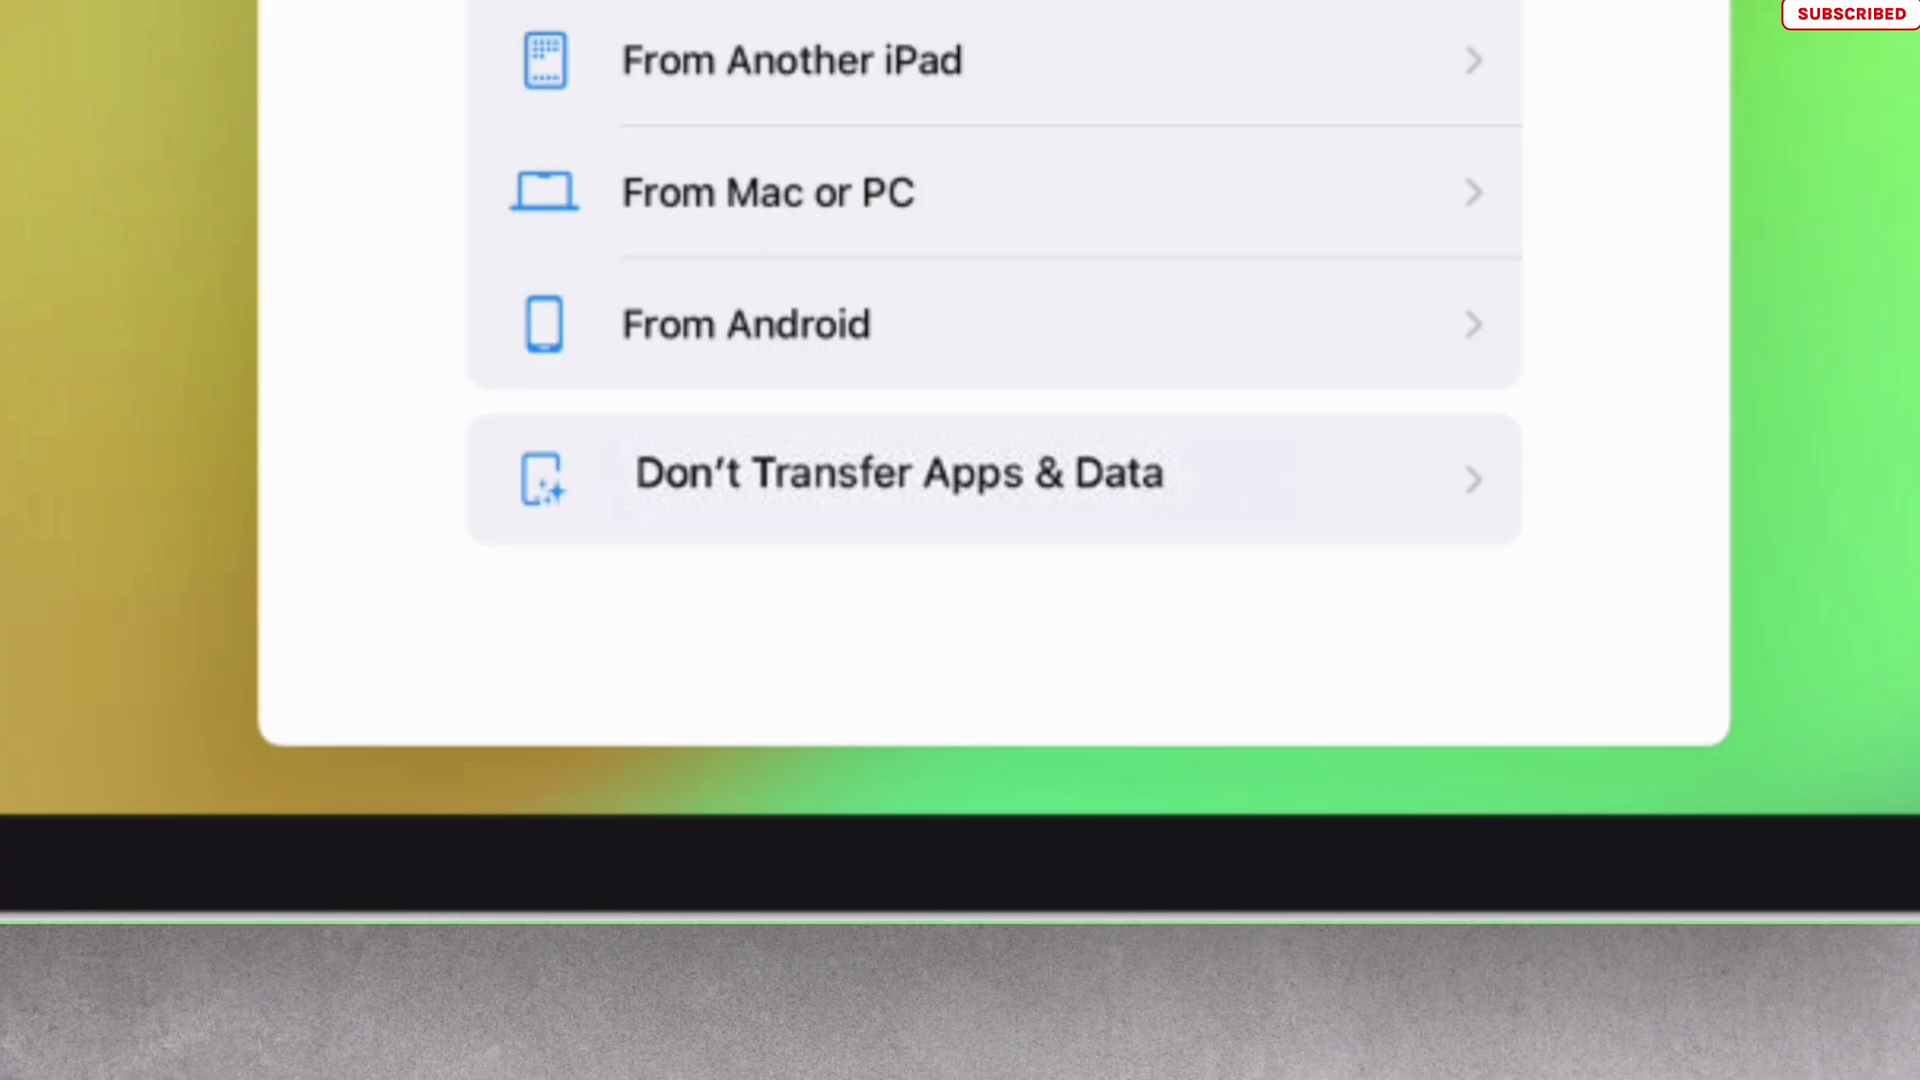 SUBSCRIBED
From Another iPad
From Mac or PC
From Android
Don’t Transfer Apps & Data